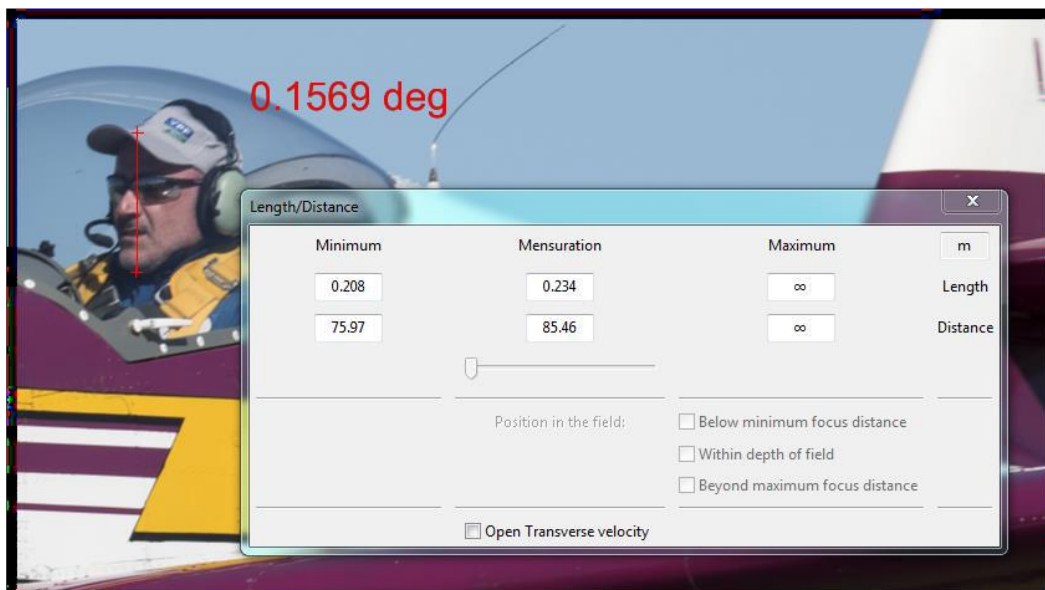 0.1569 deg
Length/Distance
x
Minimum Mensuration Maximum m
0.208 0.234 ∞ Length
75.97 85.46 ∞ Distance
Position in the field:
Below minimum focus distance
Within depth of field
Beyond maximum focus distance
Open Transverse velocity